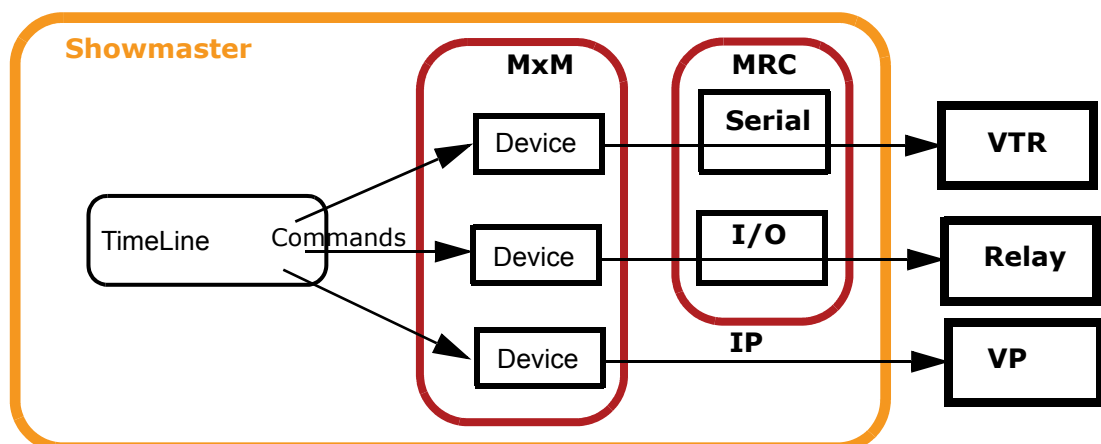 Showmaster
MxM
MRC
Serial
Device
VTR
TimeLine
Commands
I/O
Device
Relay
IP
Device
VP